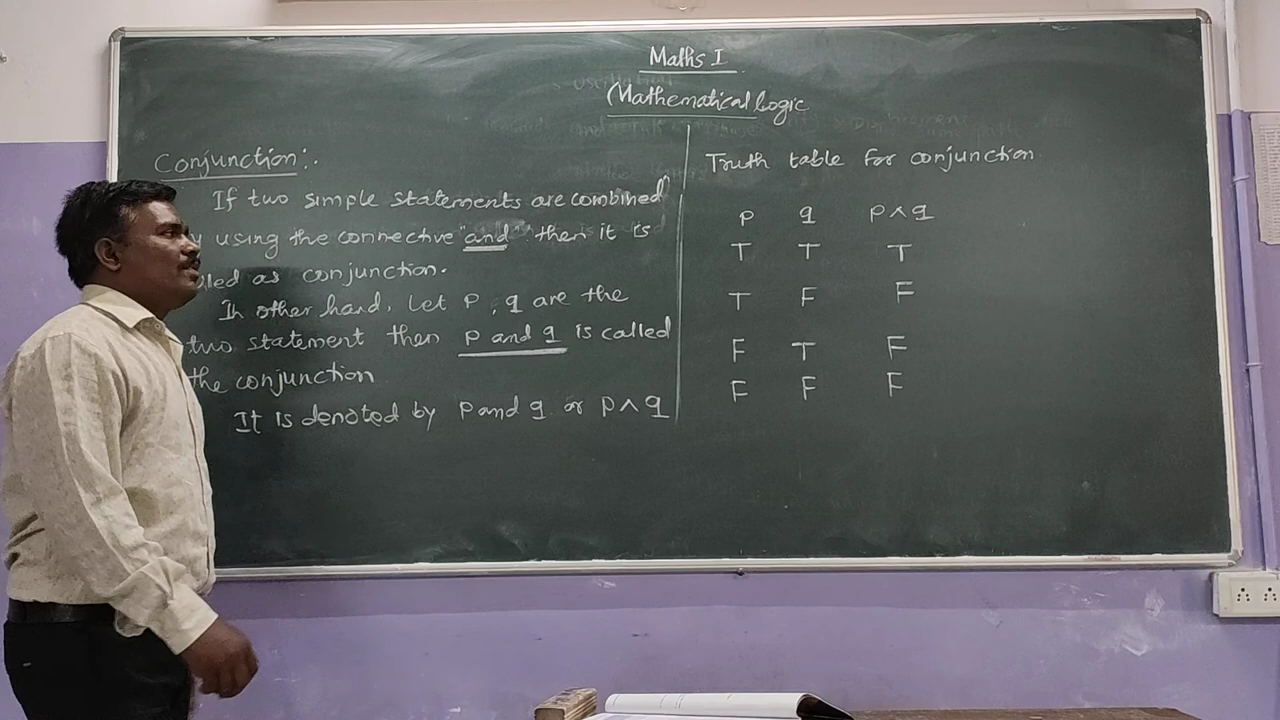 Maths I
(Mathematical Logic
Conjunction:.
If two simple statements are combined
using the connective "and" then it is
as conjunction.
In other hand, Let P, q are the
two statement then p and q is called
the conjunction
It is denoted by p and q or p ∧ q
Truth table for conjunction
p q p ∧ q
T T T
T F F
F T F
F F F